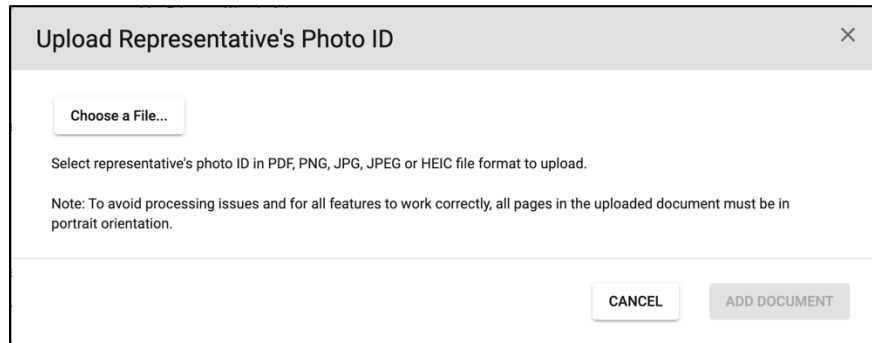 Upload Representative's Photo ID
Choose a File...
Select representative's photo ID in PDF, PNG, JPG, JPEG or HEIC file format to upload.
Note: To avoid processing issues and for all features to work correctly, all pages in the uploaded document must be in
portrait orientation.
CANCEL
ADD DOCUMENT